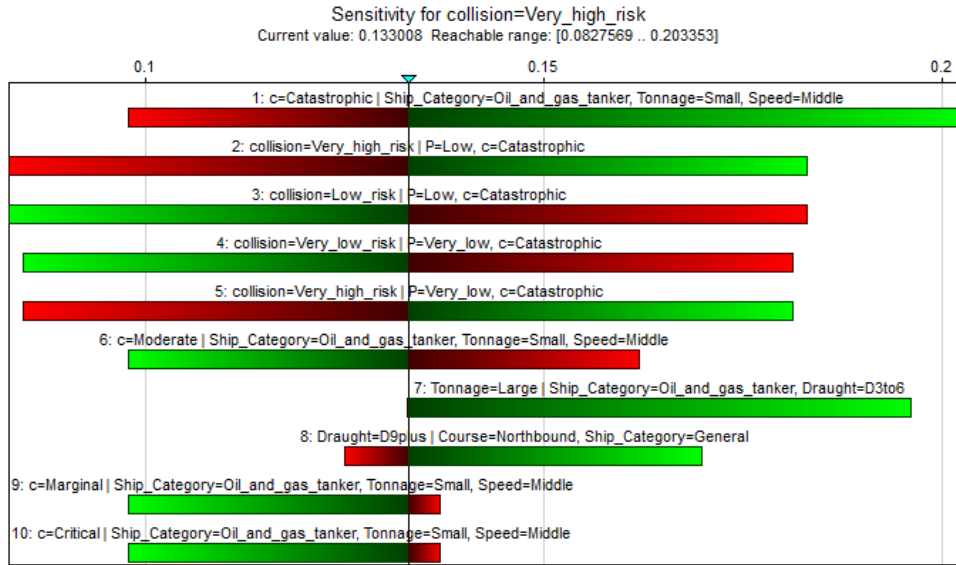 Sensitivity for collision=Very_high_risk
Current value: 0.133008 Reachable range: [0.0827569 .. 0.203353]
0.1 0.15 0.2
1: c=Catastrophic | Ship_Category=Oil_and_gas_tanker, Tonnage=Small, Speed=Middle
2: collision=Very_high_risk | P=Low, c=Catastrophic
3: collision=Low_risk | P=Low, c=Catastrophic
4: collision=Very_low_risk | P=Very_low, c=Catastrophic
5: collision=Very_high_risk | P=Very_low, c=Catastrophic
6: c=Moderate | Ship_Category=Oil_and_gas_tanker, Tonnage=Small, Speed=Middle
7: Tonnage=Large | Ship_Category=Oil_and_gas_tanker, Draught=D3to6
8: Draught=D9plus | Course=Northbound, Ship_Category=General
9: c=Marginal | Ship_Category=Oil_and_gas_tanker, Tonnage=Small, Speed=Middle
10: c=Critical | Ship_Category=Oil_and_gas_tanker, Tonnage=Small, Speed=Middle